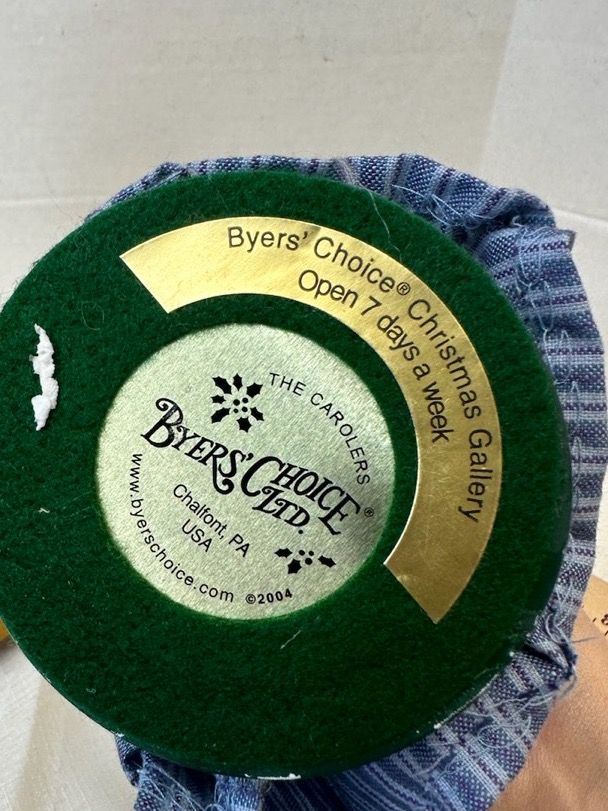 Byers' Choice® Christmas Gallery
Open 7 days a week
THE CAROLERS
BYERS' CHOICE®
LTD.
Chalfont, PA
USA
www.byerschoice.com ©2004